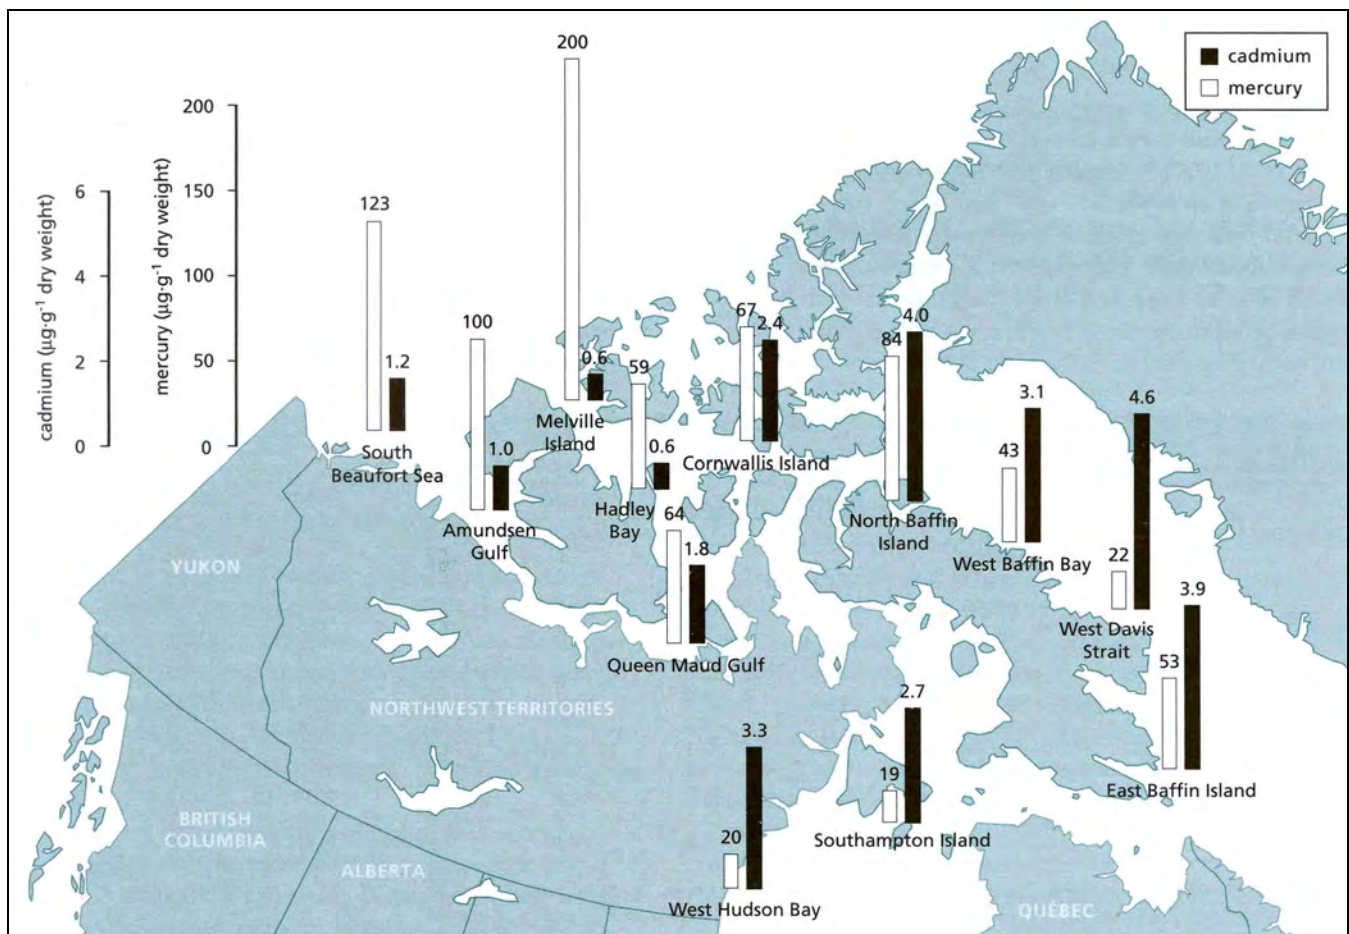 200
cadmium
mercury
200
150
100
50
0
mercury (µg·g⁻¹ dry weight)
6
4
2
0
cadmium (µg·g⁻¹ dry weight)
123
1.2
South
Beaufort Sea
100
1.0
Amundsen
Gulf
0.6
Melville
Island
59
0.6
Hadley
Bay
67
2.4
Cornwallis Island
84
4.0
North Baffin
Island
43
3.1
West Baffin Bay
22
4.6
West Davis
Strait
64
1.8
Queen Maud Gulf
53
3.9
East Baffin Island
19
2.7
Southampton Island
20
3.3
West Hudson Bay
YUKON
NORTHWEST TERRITORIES
BRITISH
COLUMBIA
ALBERTA
QUÉBEC